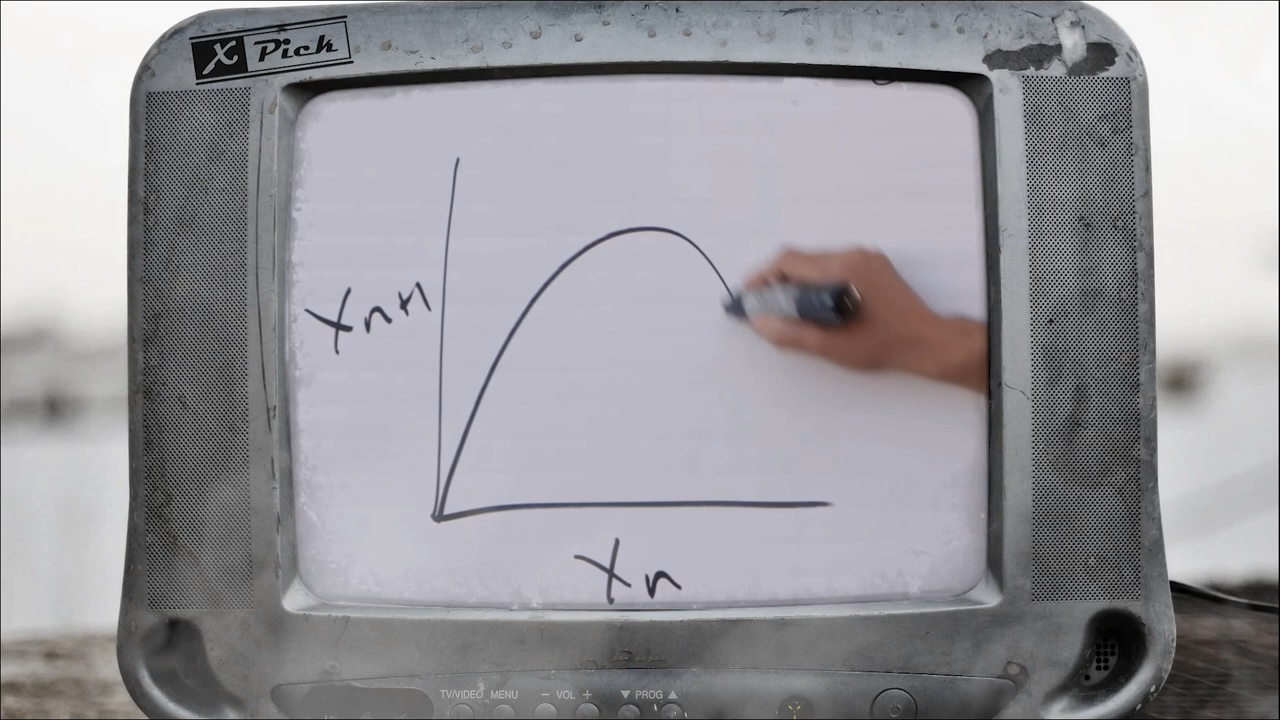 X Pick
Xn+1
Xn
TV/VIDEO MENU − VOL + ▼ PROG ▲